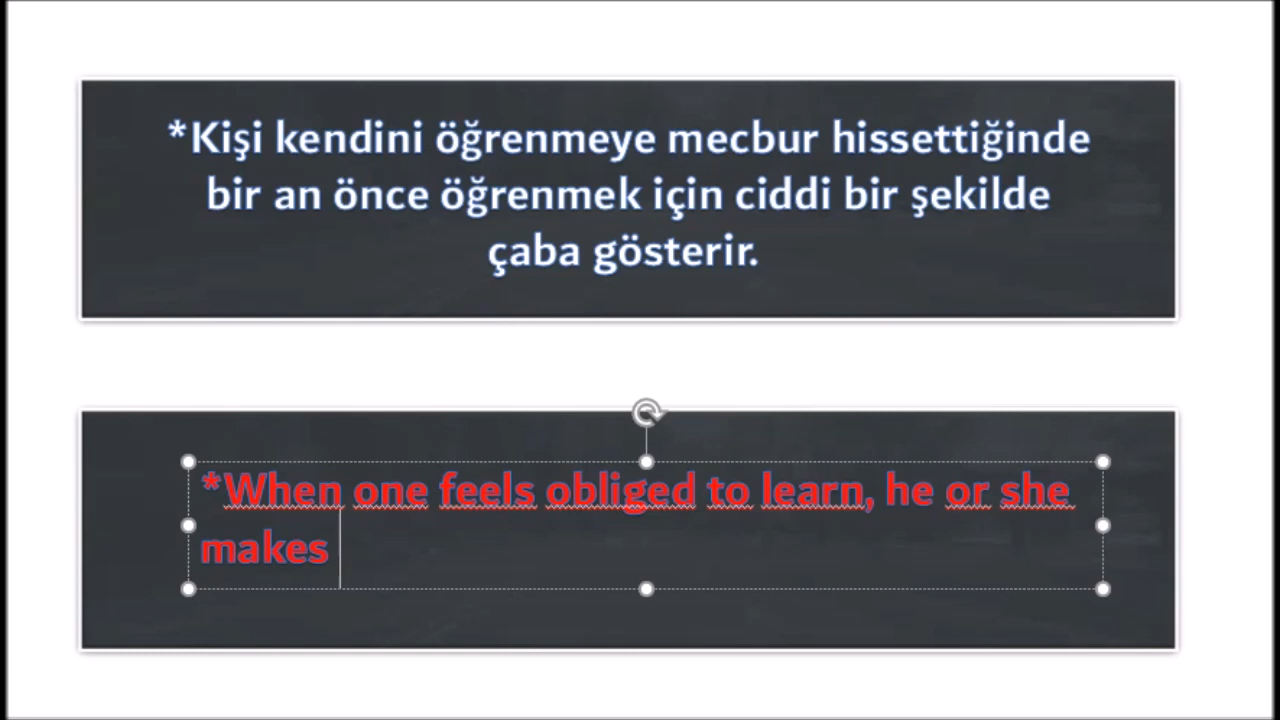 *Kişi kendini öğrenmeye mecbur hissettiğinde
bir an önce öğrenmek için ciddi bir şekilde
çaba gösterir.
*When one feels obliged to learn, he or she
makes